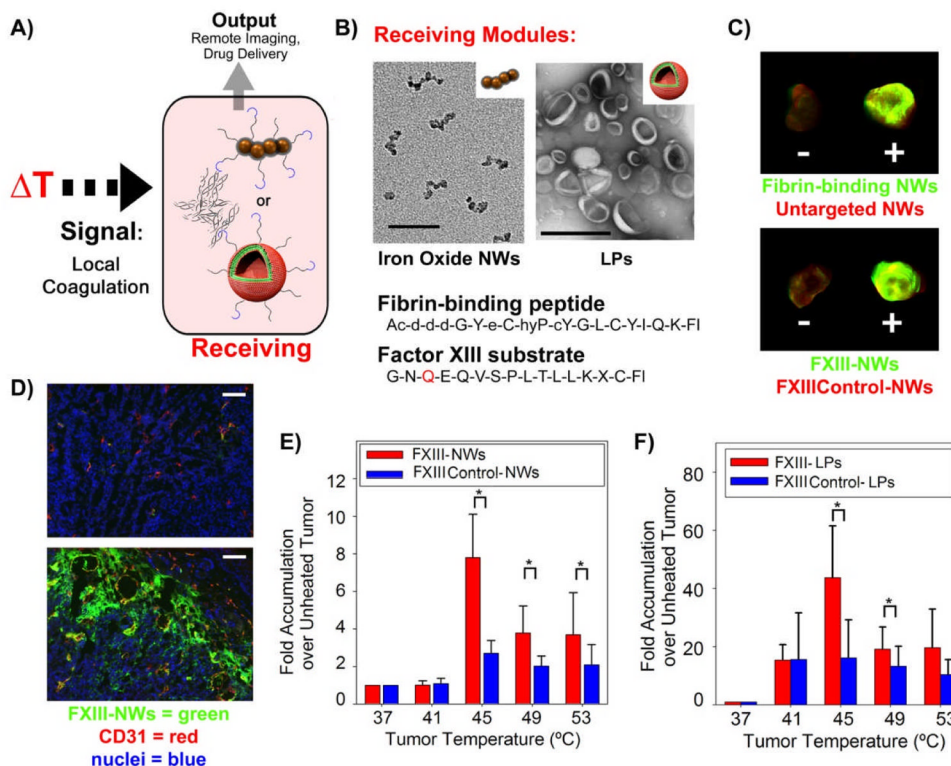 A)
Output
Remote Imaging,
Drug Delivery
ΔT
Signal:
Local
Coagulation
or
Receiving
B)
Receiving Modules:
Iron Oxide NWs
LPs
Fibrin-binding peptide
Ac-d-d-d-G-Y-e-C-hyP-cY-G-L-C-Y-I-Q-K-Fl
Factor XIII substrate
G-N-Q-E-Q-V-S-P-L-T-L-L-K-X-C-Fl
C)
- +
Fibrin-binding NWs
Untargeted NWs
- +
FXIII-NWs
FXIIIControl-NWs
D)
FXIII-NWs = green
CD31 = red
nuclei = blue
E)
FXIII-NWs
FXIIIControl-NWs
Fold Accumulation
over Unheated Tumor
12
10
8
6
4
2
0
* * *
37 41 45 49 53
Tumor Temperature (ºC)
F)
FXIII-LPs
FXIIIControl-LPs
Fold Accumulation
over Unheated Tumor
80
60
40
20
0
* *
37 41 45 49 53
Tumor Temperature (ºC)